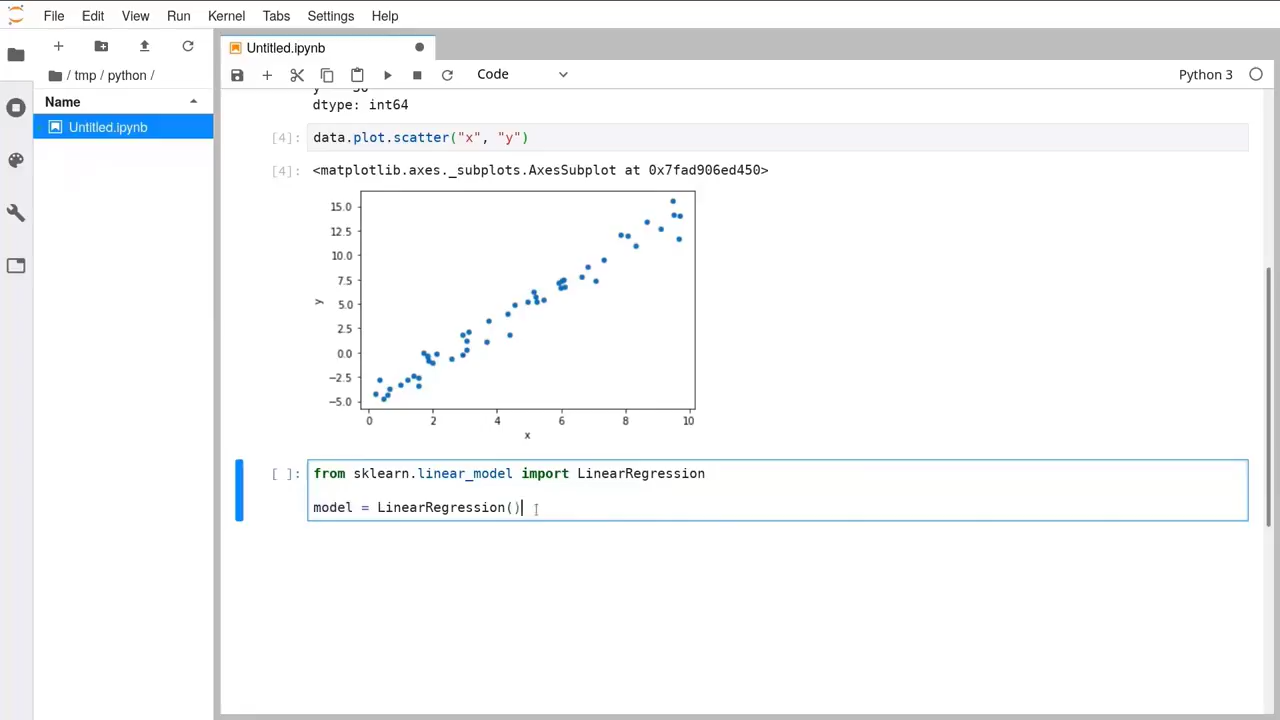 File Edit View Run Kernel Tabs Settings Help
Untitled.ipynb
Code
Python 3
/ tmp / python /
Name
Untitled.ipynb
dtype: int64
[4]: data.plot.scatter("x", "y")
[4]: <matplotlib.axes._subplots.AxesSubplot at 0x7fad906ed450>
15.0
12.5
10.0
7.5
5.0
2.5
0.0
−2.5
−5.0
y
0 2 4 6 8 10
x
[ ]: from sklearn.linear_model import LinearRegression
model = LinearRegression()